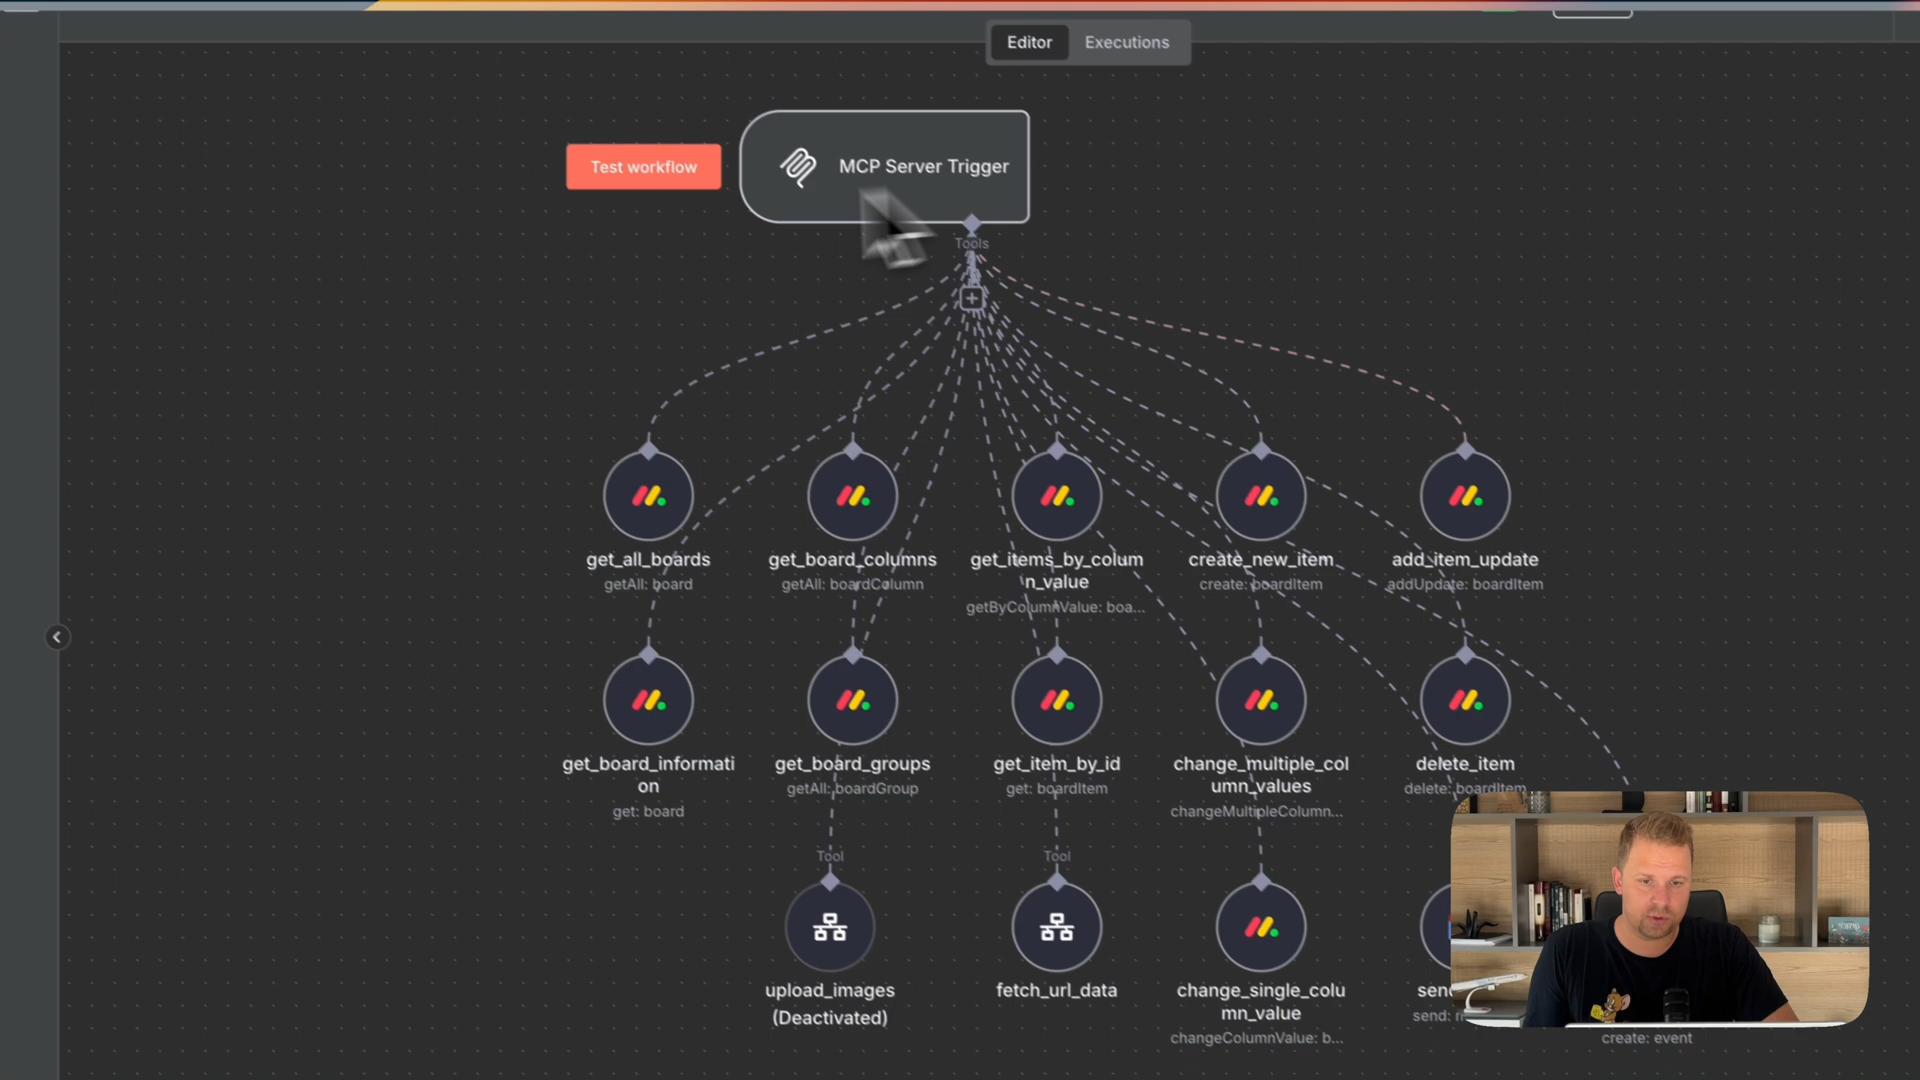 Editor
Executions
Test workflow
MCP Server Trigger
Tools
get_all_boards
getAll: board
get_board_columns
getAll: boardColumn
get_items_by_colum
n_value
getByColumnValue: boa...
create_new_item
create: boardItem
add_item_update
addUpdate: boardItem
get_board_informati
on
get: board
get_board_groups
getAll: boardGroup
get_item_by_id
get: boardItem
change_multiple_col
umn_values
changeMultipleColumn...
delete_item
delete: boardItem
Tool
Tool
upload_images
(Deactivated)
fetch_url_data
change_single_colu
mn_value
changeColumnValue: b...
send:
create: event